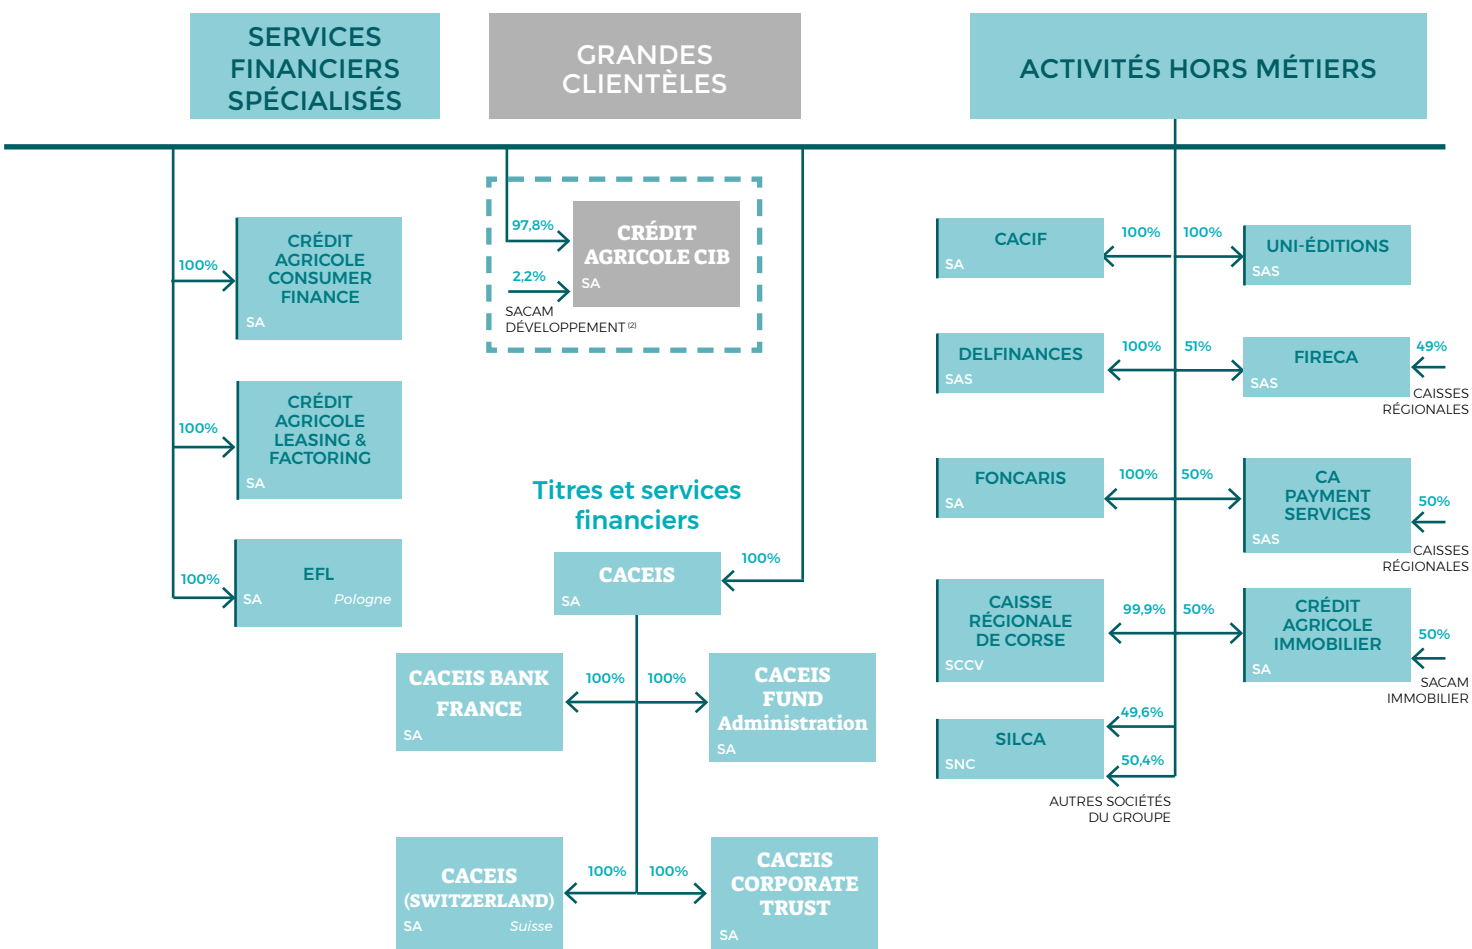 SERVICES
FINANCIERS
SPÉCIALISÉS
GRANDES
CLIENTÈLES
ACTIVITÉS HORS MÉTIERS
100%
CRÉDIT
AGRICOLE
CONSUMER
FINANCE
SA
100%
CRÉDIT
AGRICOLE
LEASING &
FACTORING
SA
100%
EFL
SA
Pologne
97,8%
CRÉDIT
AGRICOLE CIB
SA
2,2%
SACAM
DÉVELOPPEMENT (2)
Titres et services
financiers
100%
CACEIS
SA
CACEIS BANK
FRANCE
SA
100%
100%
CACEIS
FUND
Administration
SA
CACEIS
(SWITZERLAND)
SA
Suisse
100%
100%
CACEIS
CORPORATE
TRUST
SA
CACIF
SA
100%
100%
UNI-ÉDITIONS
SAS
DELFINANCES
SAS
100%
51%
FIRECA
SAS
49%
CAISSES
RÉGIONALES
FONCARIS
SA
100%
50%
CA
PAYMENT
SERVICES
SAS
50%
CAISSES
RÉGIONALES
CAISSE
RÉGIONALE
DE CORSE
SCCV
99,9%
50%
CRÉDIT
AGRICOLE
IMMOBILIER
SA
50%
SACAM
IMMOBILIER
SILCA
SNC
49,6%
50,4%
AUTRES SOCIÉTÉS
DU GROUPE